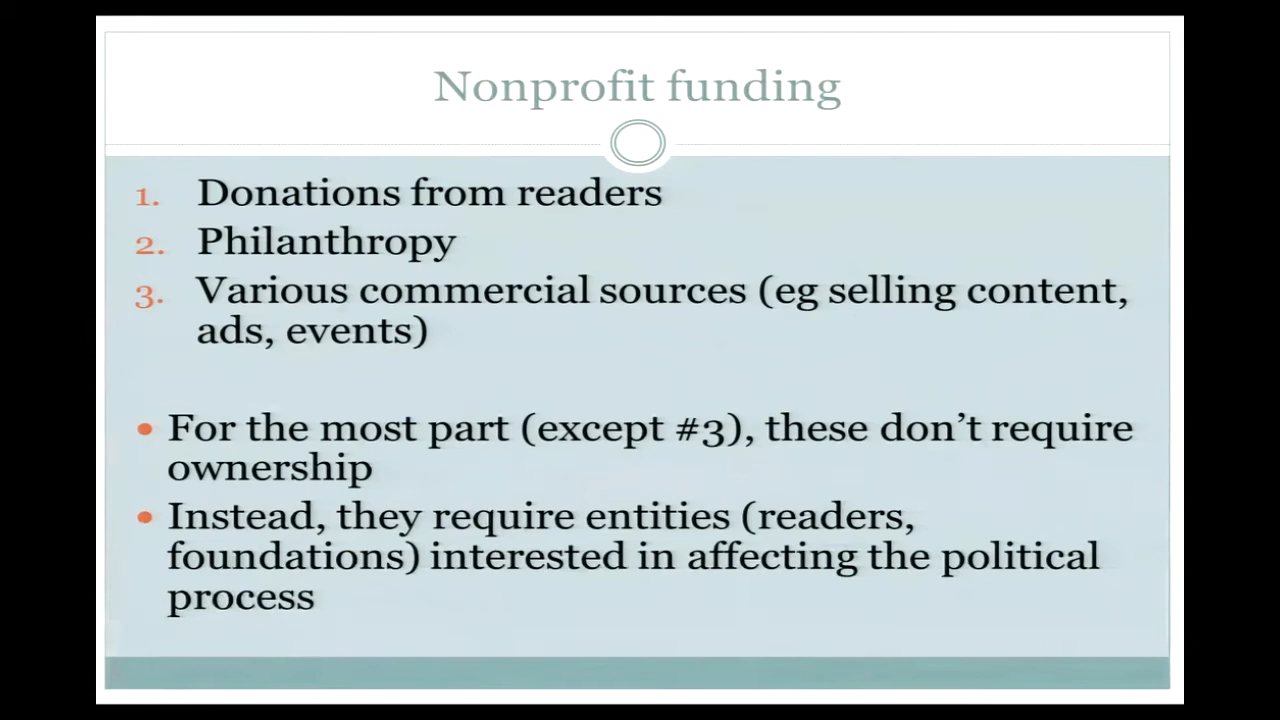 Nonprofit funding
1. Donations from readers
2. Philanthropy
3. Various commercial sources (eg selling content,
ads, events)
• For the most part (except #3), these don’t require
ownership
• Instead, they require entities (readers,
foundations) interested in affecting the political
process